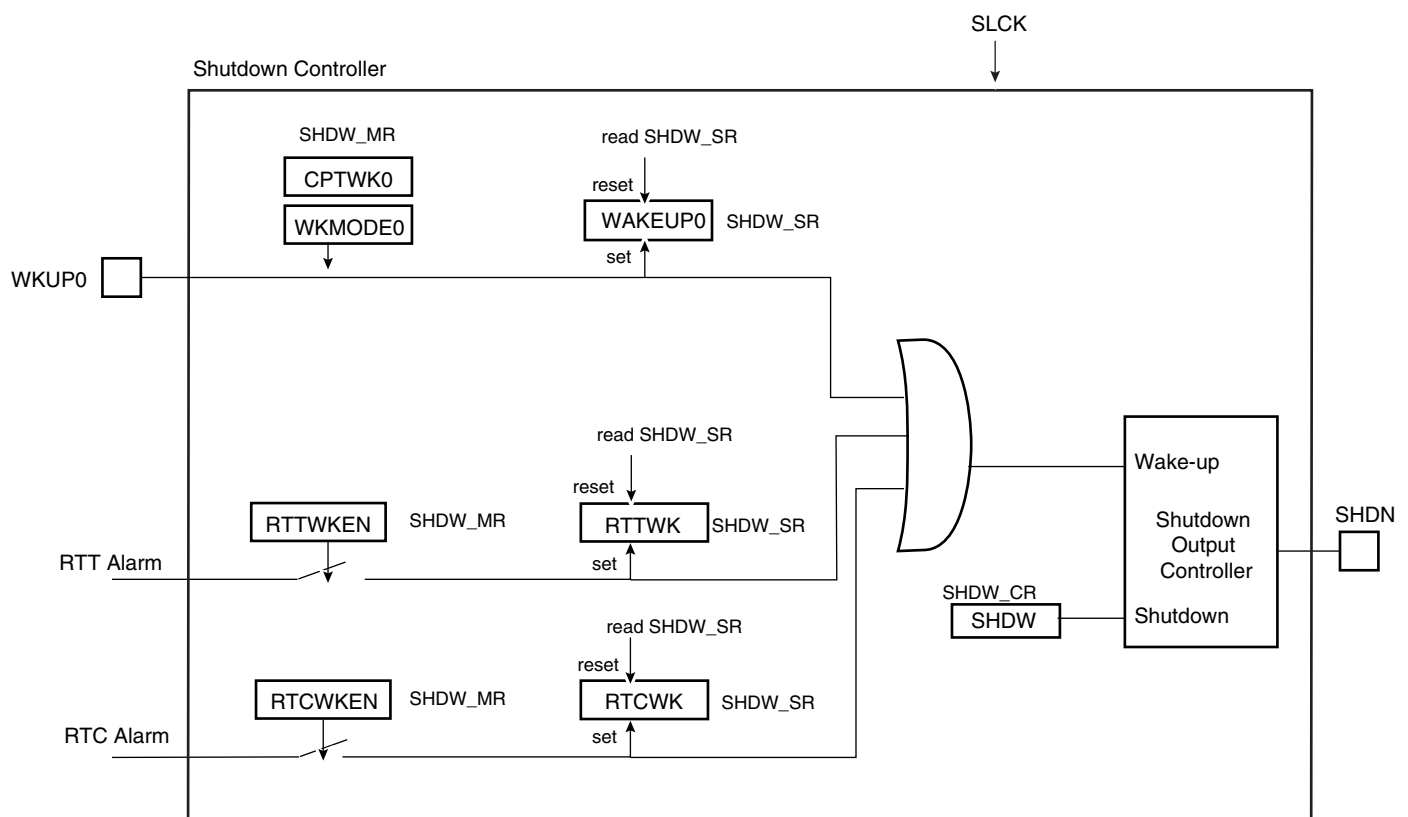 SLCK
Shutdown Controller
SHDW_MR
CPTWK0
WKMODE0
read SHDW_SR
reset
WAKEUP0
SHDW_SR
set
WKUP0
read SHDW_SR
reset
RTTWKEN
SHDW_MR
RTTWK
SHDW_SR
set
RTT Alarm
Wake-up
Shutdown
Output
Controller
SHDN
SHDW_CR
SHDW
Shutdown
read SHDW_SR
reset
RTCWKEN
SHDW_MR
RTCWK
SHDW_SR
set
RTC Alarm